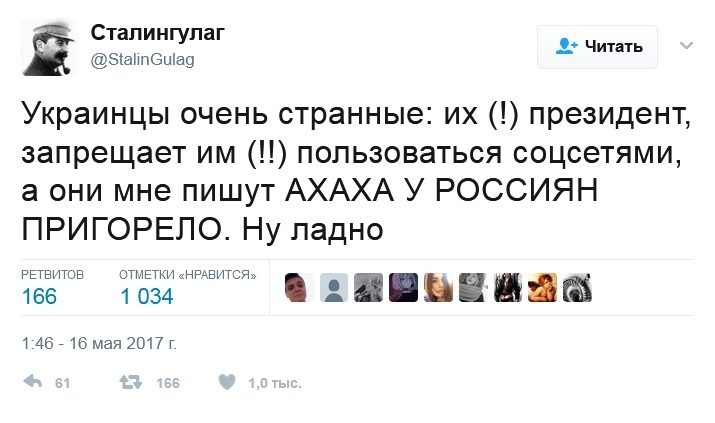 Сталингулаг
@StalinGulag
Читать
Украинцы очень странные: их (!) президент,
запрещает им (!!) пользоваться соцсетями,
а они мне пишут АХАХА У РОССИЯН
ПРИГОРЕЛО. Ну ладно
РЕТВИТОВ
166
ОТМЕТКИ «НРАВИТСЯ»
1 034
1:46 - 16 мая 2017 г.
61
166
1,0 тыс.